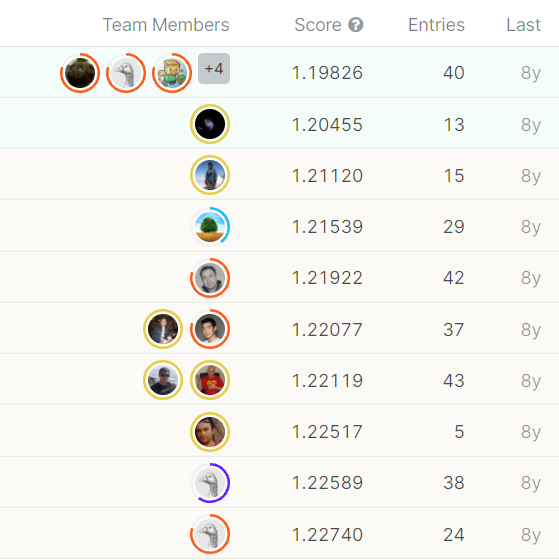 Team Members Score ? Entries Last
+4 1.19826 40 8y
1.20455 13 8y
1.21120 15 8y
1.21539 29 8y
1.21922 42 8y
1.22077 37 8y
1.22119 43 8y
1.22517 5 8y
1.22589 38 8y
1.22740 24 8y